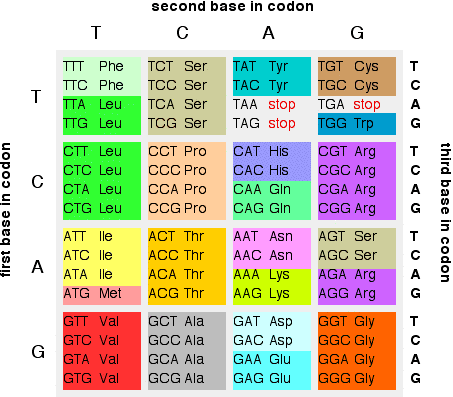 second base in codon
T C A G
TTT Phe TCT Ser TAT Tyr TGT Cys T
TTC Phe TCC Ser TAC Tyr TGC Cys C
T
TTA Leu TCA Ser TAA stop TGA stop A
TTG Leu TCG Ser TAG stop TGG Trp G
CTT Leu CCT Pro CAT His CGT Arg T
CTC Leu CCC Pro CAC His CGC Arg C
C
CTA Leu CCA Pro CAA Gln CGA Arg A
CTG Leu CCG Pro CAG Gln CGG Arg G
ATT Ile ACT Thr AAT Asn AGT Ser T
ATC Ile ACC Thr AAC Asn AGC Ser C
A
ATA Ile ACA Thr AAA Lys AGA Arg A
ATG Met ACG Thr AAG Lys AGG Arg G
GTT Val GCT Ala GAT Asp GGT Gly T
GTC Val GCC Ala GAC Asp GGC Gly C
G
GTA Val GCA Ala GAA Glu GGA Gly A
GTG Val GCG Ala GAG Glu GGG Gly G
first base in codon
third base in codon